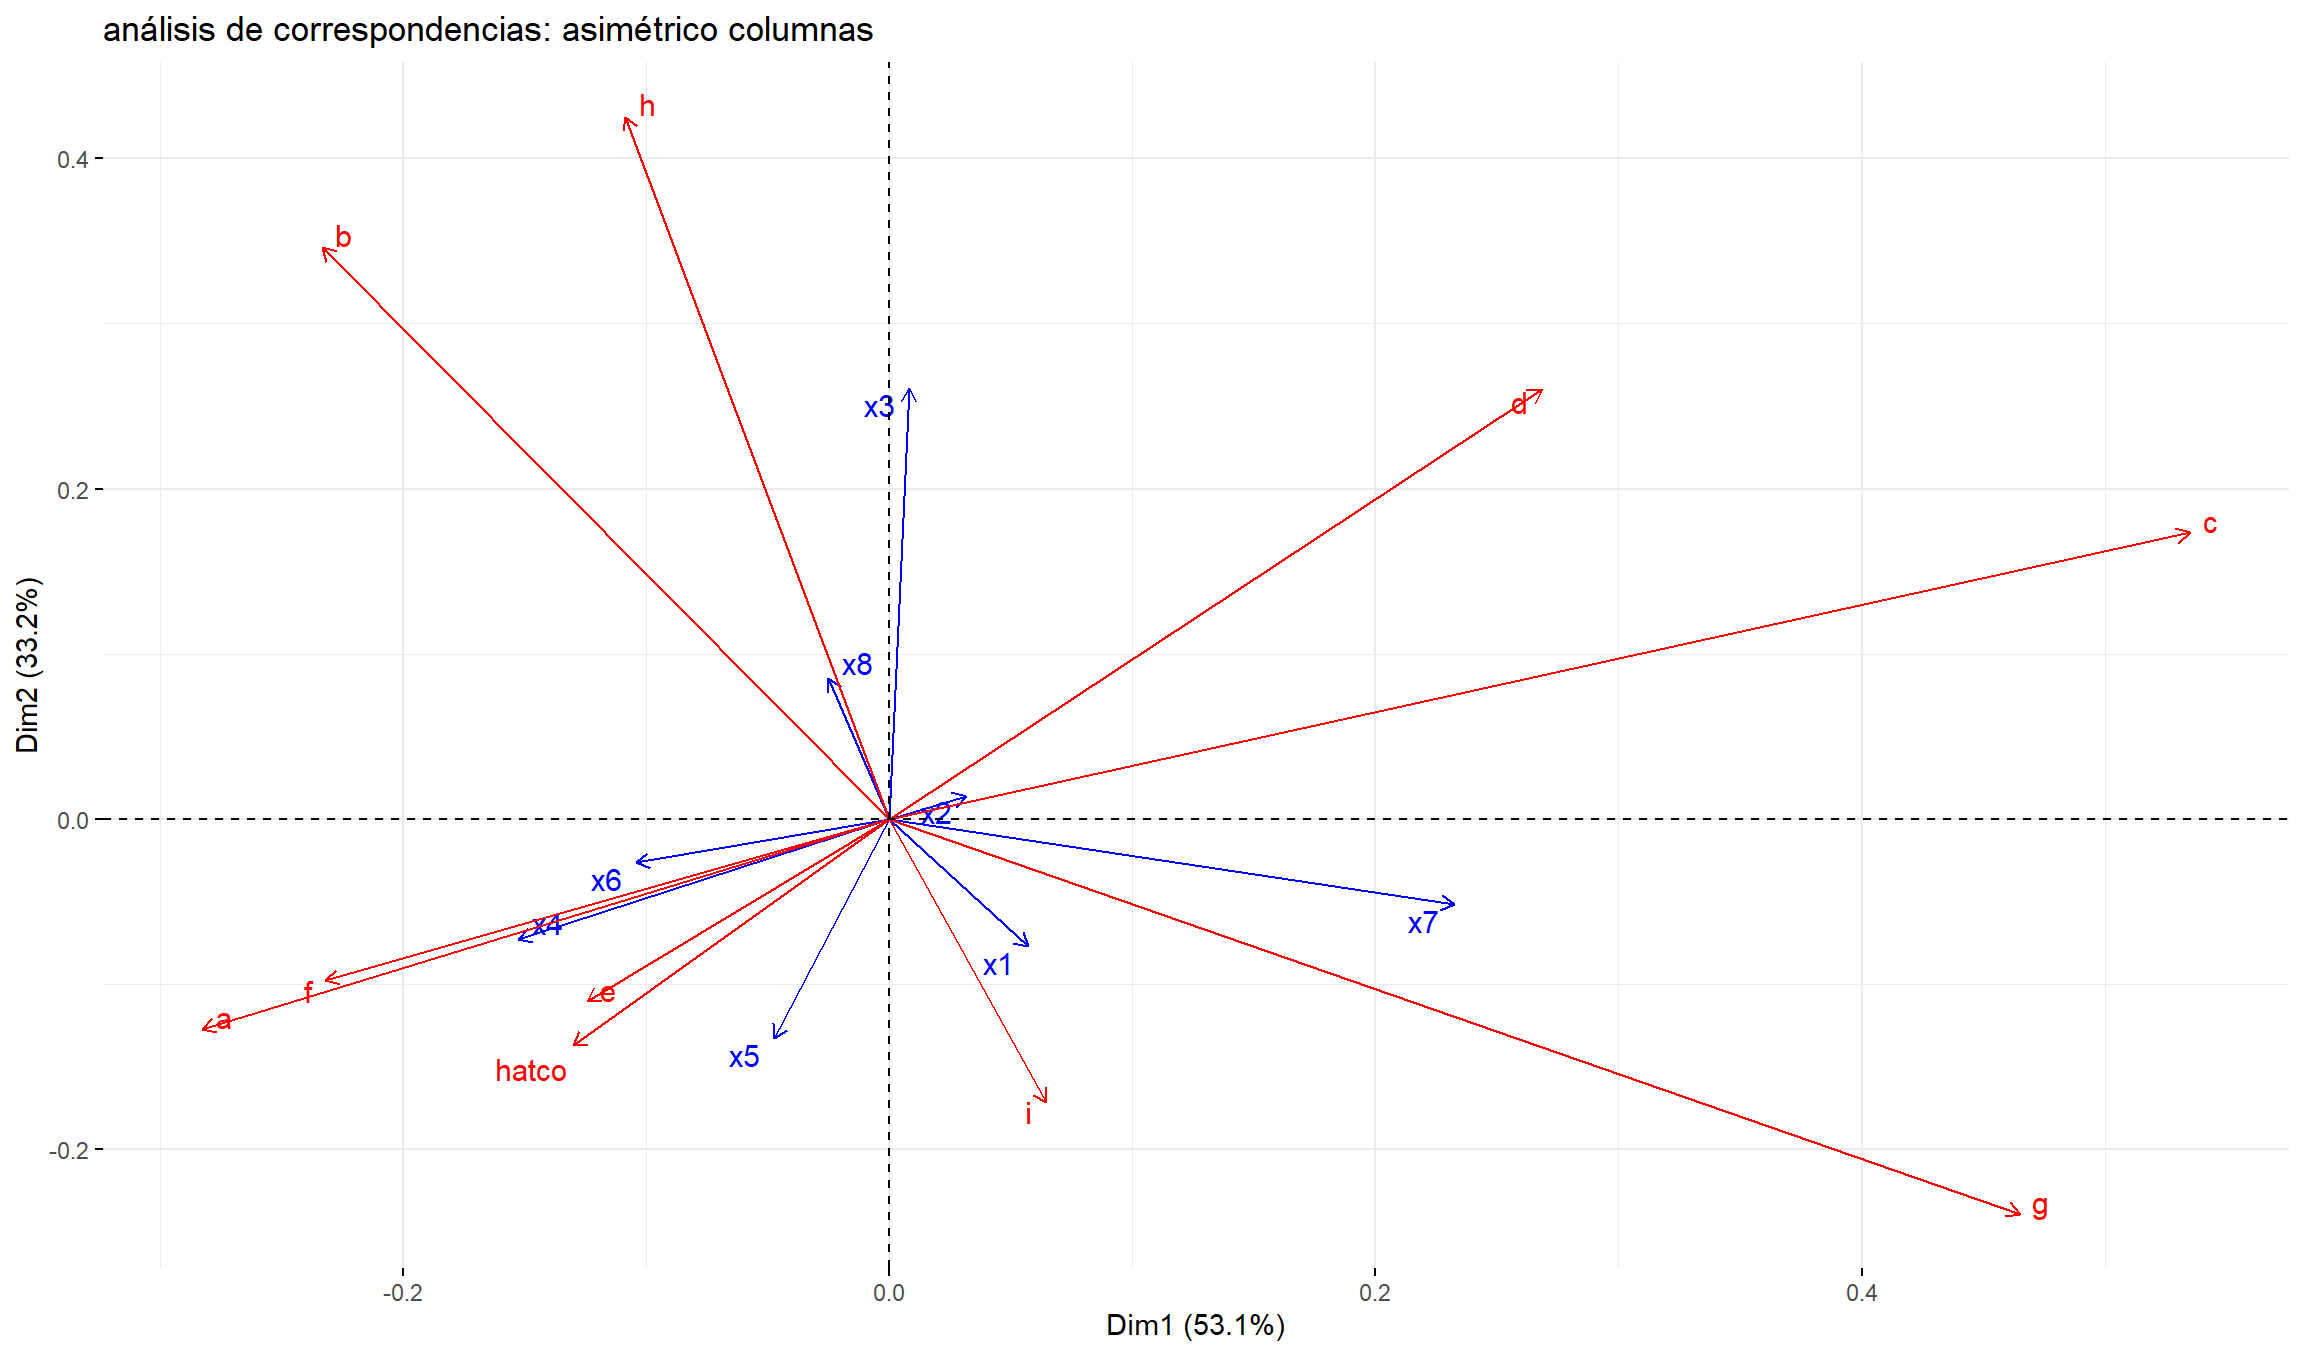 análisis de correspondencias: asimétrico columnas
h
0.4
b
x3
d
0.2
c
x8
Dim2 (33.2%)
x2
0.0
x6
x4
x7
x1
f
e
a
x5
hatco
i
-0.2
g
-0.2
0.0
0.2
0.4
Dim1 (53.1%)